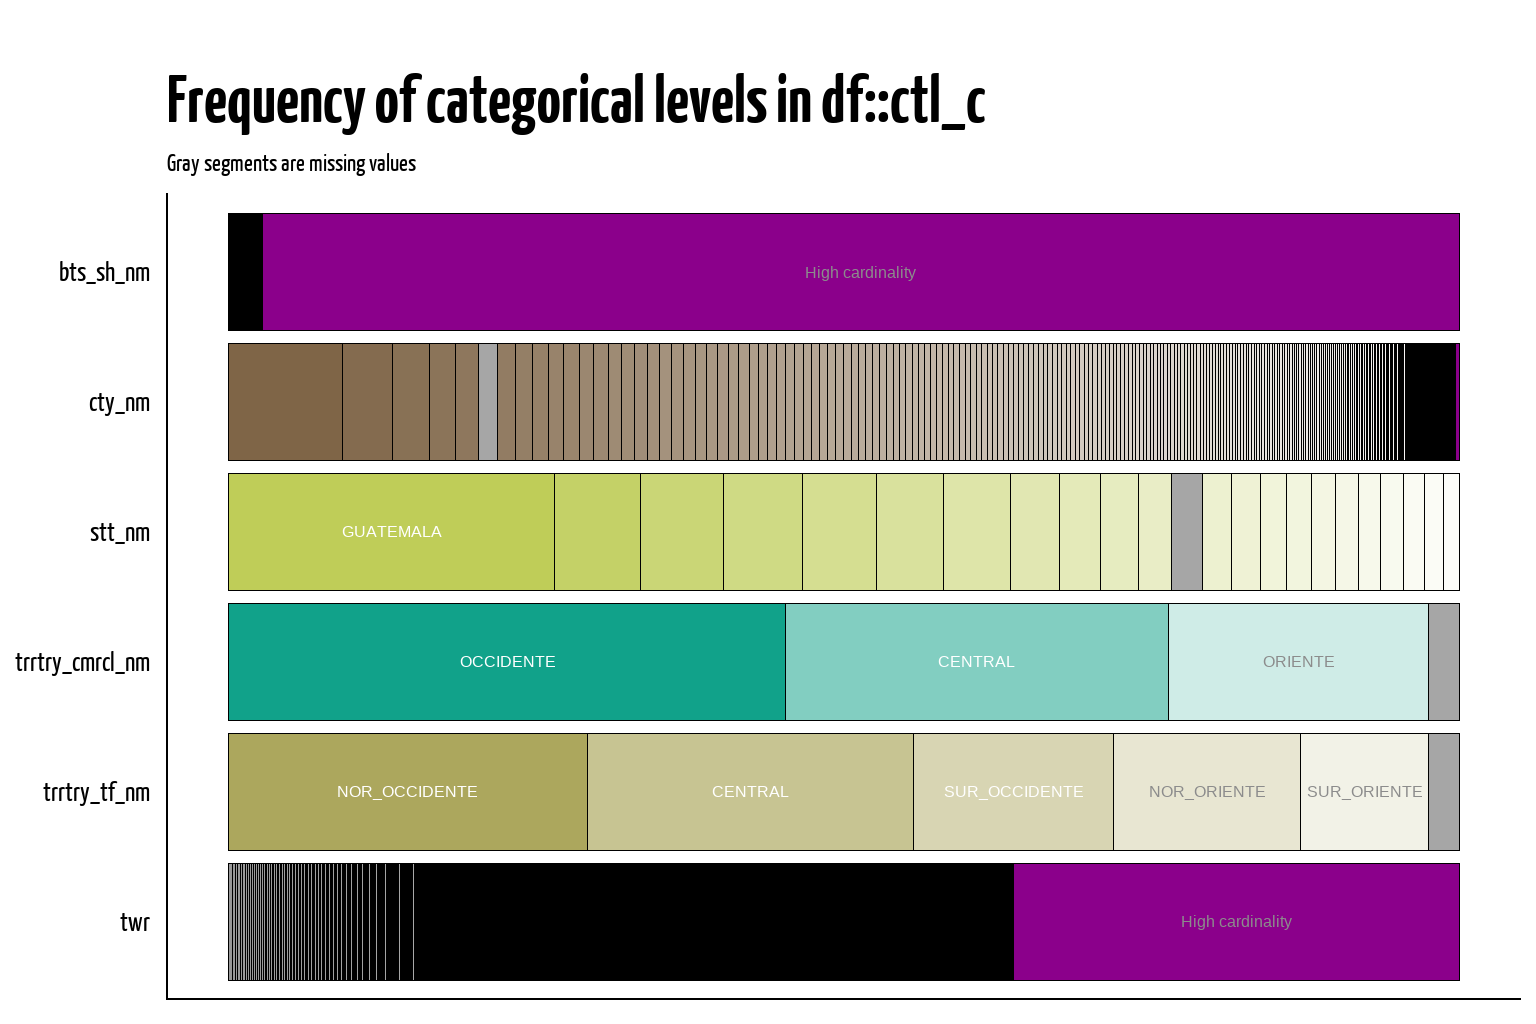 Frequency of categorical levels in df::ctl_c
Gray segments are missing values
bts_sh_nm
High cardinality
cty_nm
stt_nm
GUATEMALA
trrtry_cmrcl_nm
OCCIDENTE
CENTRAL
ORIENTE
trrtry_tf_nm
NOR_OCCIDENTE
CENTRAL
SUR_OCCIDENTE
NOR_ORIENTE
SUR_ORIENTE
twr
High cardinality